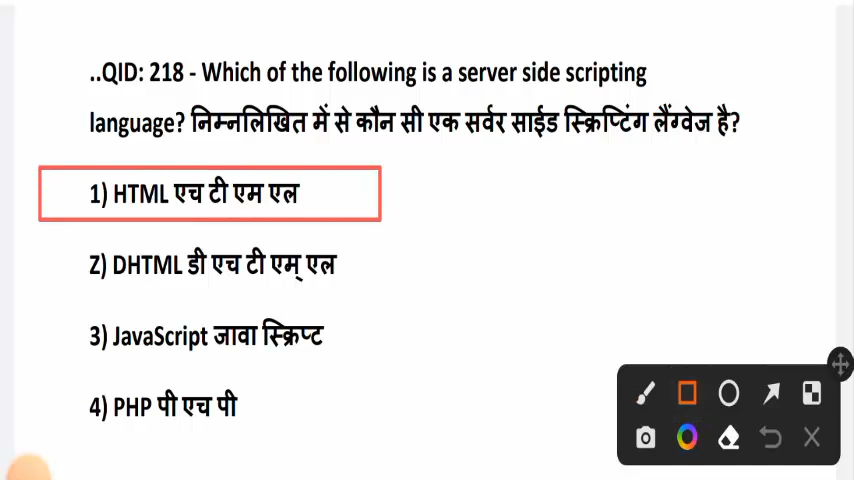 ..QID: 218 - Which of the following is a server side scripting
language? निम्नलिखित में से कौन सी एक सर्वर साईड स्क्रिप्टिंग लैंग्वेज है?
1) HTML एच टी एम एल
Z) DHTML डी एच टी एम् एल
3) JavaScript जावा स्क्रिप्ट
4) PHP पी एच पी